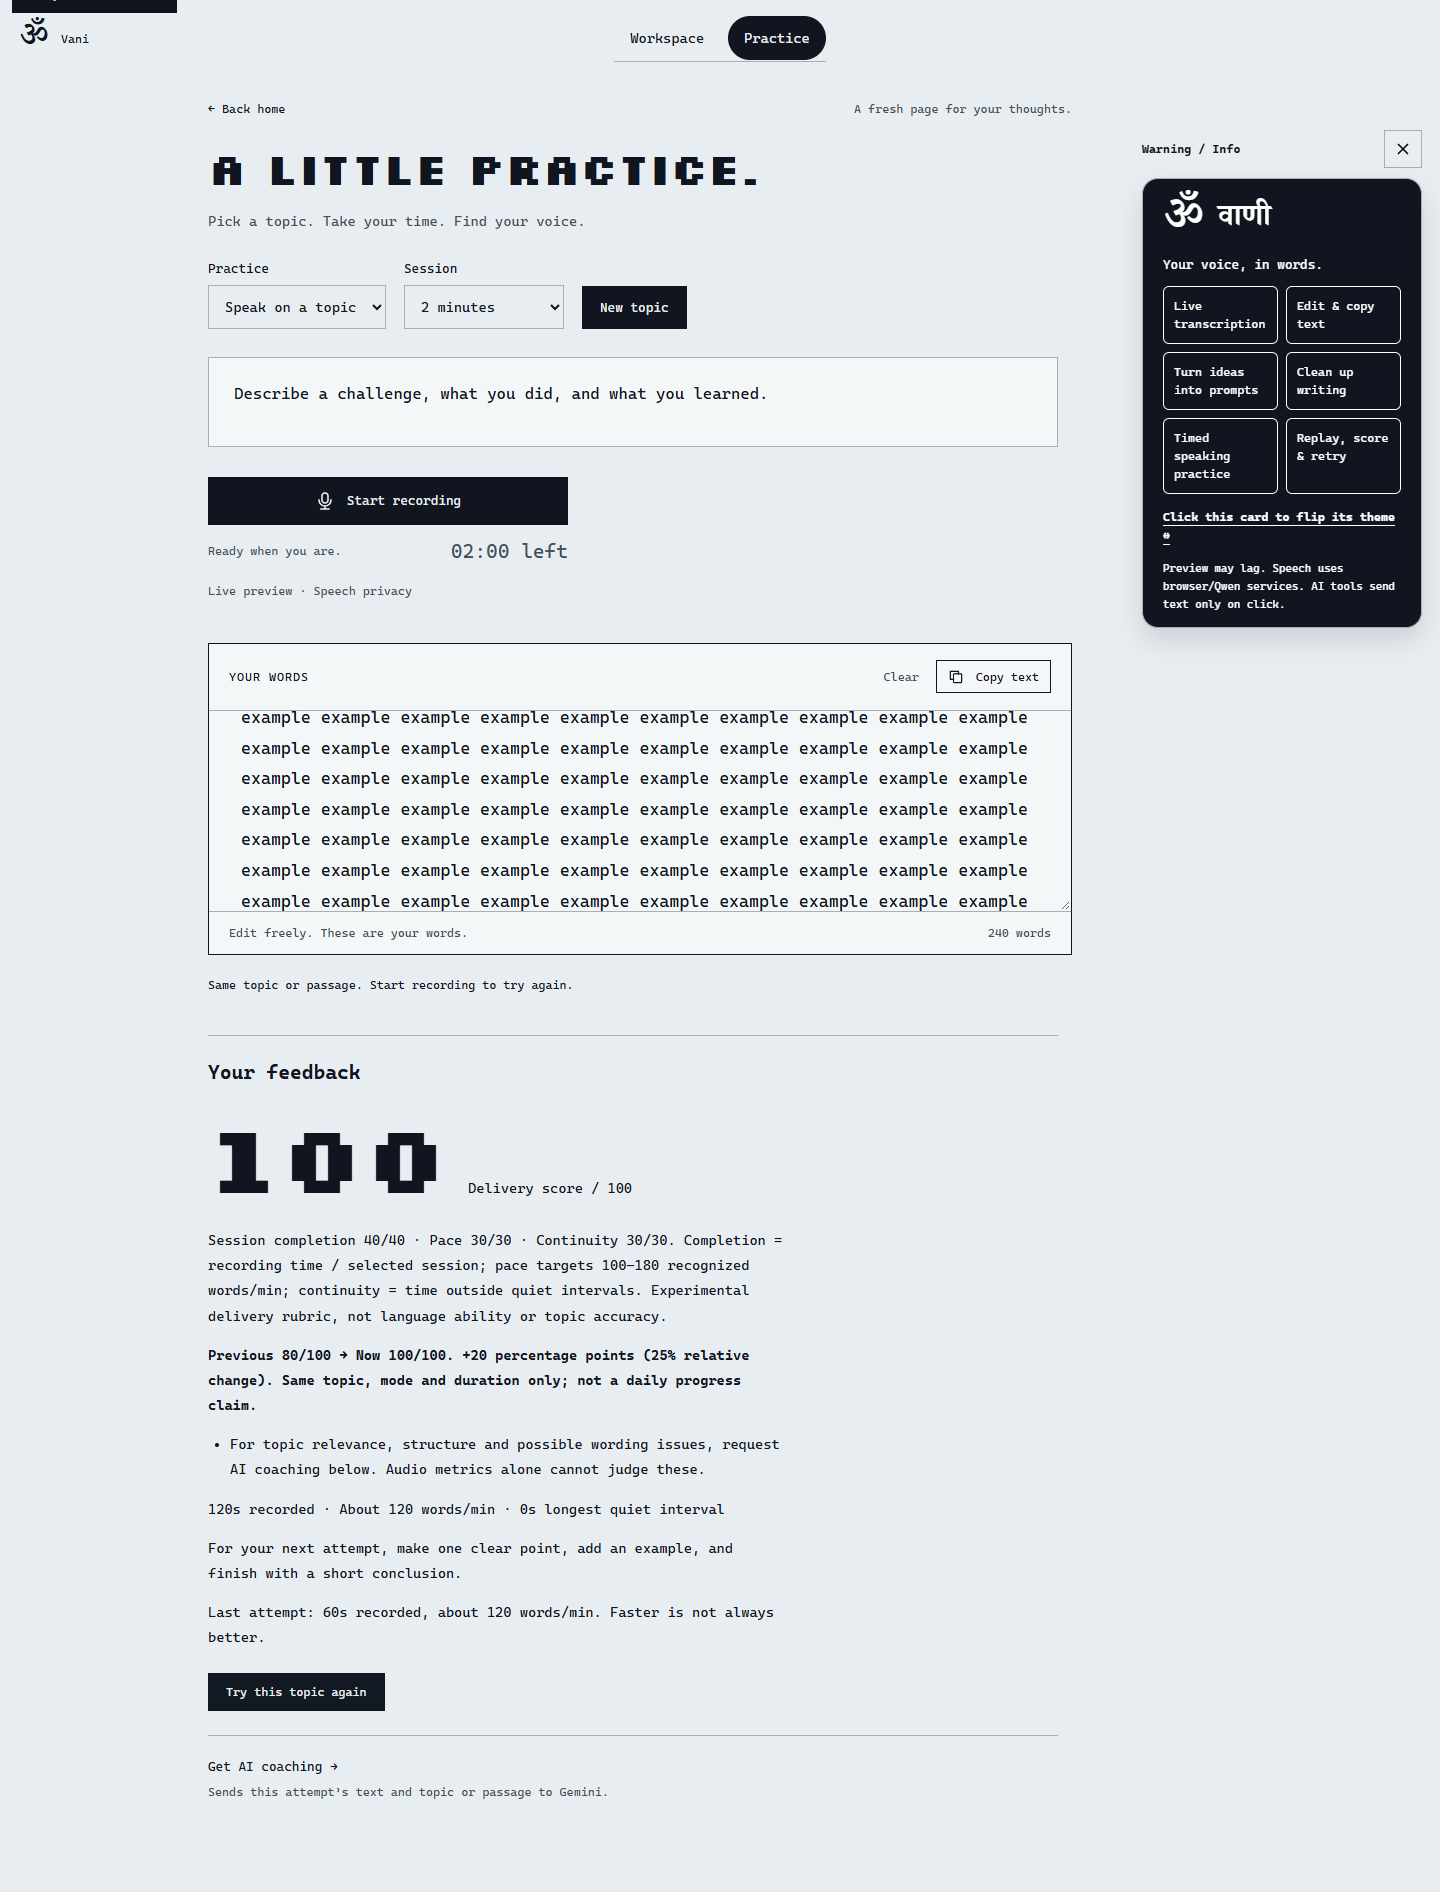 ॐ Vani
Workspace
Practice
← Back home
A fresh page for your thoughts.
A LITTLE PRACTICE.
Pick a topic. Take your time. Find your voice.
Practice
Session
Speak on a topic
2 minutes
New topic
Describe a challenge, what you did, and what you learned.
Start recording
Ready when you are.
02:00 left
Live preview · Speech privacy
YOUR WORDS
Clear
Copy text
example example example example example example example example example example
example example example example example example example example example example
example example example example example example example example example example
example example example example example example example example example example
example example example example example example example example example example
example example example example example example example example example example
example example example example example example example example example example
Edit freely. These are your words.
240 words
Same topic or passage. Start recording to try again.
Your feedback
100
Delivery score / 100
Session completion 40/40 · Pace 30/30 · Continuity 30/30. Completion =
recording time / selected session; pace targets 100–180 recognized
words/min; continuity = time outside quiet intervals. Experimental
delivery rubric, not language ability or topic accuracy.
Previous 80/100 → Now 100/100. +20 percentage points (25% relative
change). Same topic, mode and duration only; not a daily progress
claim.
• For topic relevance, structure and possible wording issues, request
AI coaching below. Audio metrics alone cannot judge these.
120s recorded · About 120 words/min · 0s longest quiet interval
For your next attempt, make one clear point, add an example, and
finish with a short conclusion.
Last attempt: 60s recorded, about 120 words/min. Faster is not always
better.
Try this topic again
Get AI coaching →
Sends this attempt’s text and topic or passage to Gemini.
Warning / Info
ॐ वाणी
Your voice, in words.
Live
transcription
Edit & copy
text
Turn ideas
into prompts
Clean up
writing
Timed
speaking
practice
Replay, score
& retry
Click this card to flip its theme
Preview may lag. Speech uses
browser/Qwen services. AI tools send
text only on click.